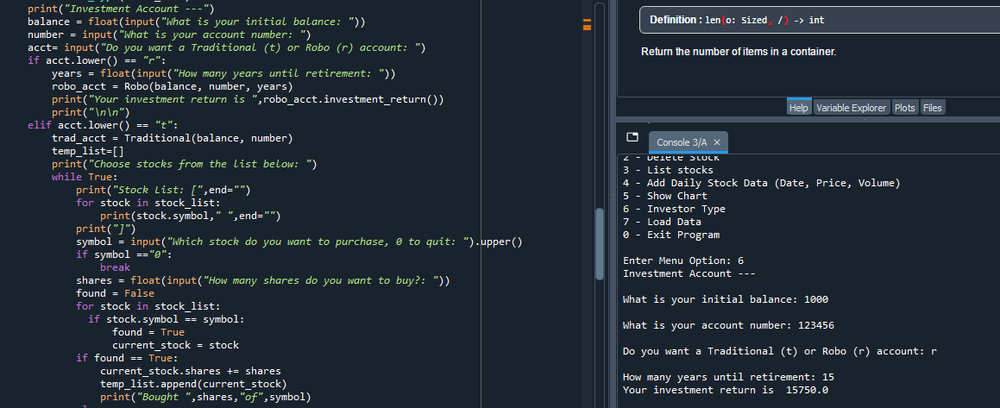 print("Investment Account ---")
balance = float(input("What is your initial balance: "))
number = input("What is your account number: ")
acct= input("Do you want a Traditional (t) or Robo (r) account: ")
if acct.lower() == "r":
    years = float(input("How many years until retirement: "))
    robo_acct = Robo(balance, number, years)
    print("Your investment return is ",robo_acct.investment_return())
    print("\n\n")
elif acct.lower() == "t":
    trad_acct = Traditional(balance, number)
    temp_list=[]
    print("Choose stocks from the list below: ")
    while True:
        print("Stock List: [",end="")
        for stock in stock_list:
            print(stock.symbol," ",end="")
        print("]")
        symbol = input("Which stock do you want to purchase, 0 to quit: ").upper()
        if symbol =="0":
            break
        shares = float(input("How many shares do you want to buy?: "))
        found = False
        for stock in stock_list:
          if stock.symbol == symbol:
              found = True
              current_stock = stock
        if found == True:
            current_stock.shares += shares
            temp_list.append(current_stock)
            print("Bought ",shares,"of",symbol)
Definition : len(o: Sized, /) -> int
Return the number of items in a container.
Help Variable Explorer Plots Files
Console 3/A ×
2 - Delete Stock
3 - List stocks
4 - Add Daily Stock Data (Date, Price, Volume)
5 - Show Chart
6 - Investor Type
7 - Load Data
0 - Exit Program
Enter Menu Option: 6
Investment Account ---
What is your initial balance: 1000
What is your account number: 123456
Do you want a Traditional (t) or Robo (r) account: r
How many years until retirement: 15
Your investment return is  15750.0